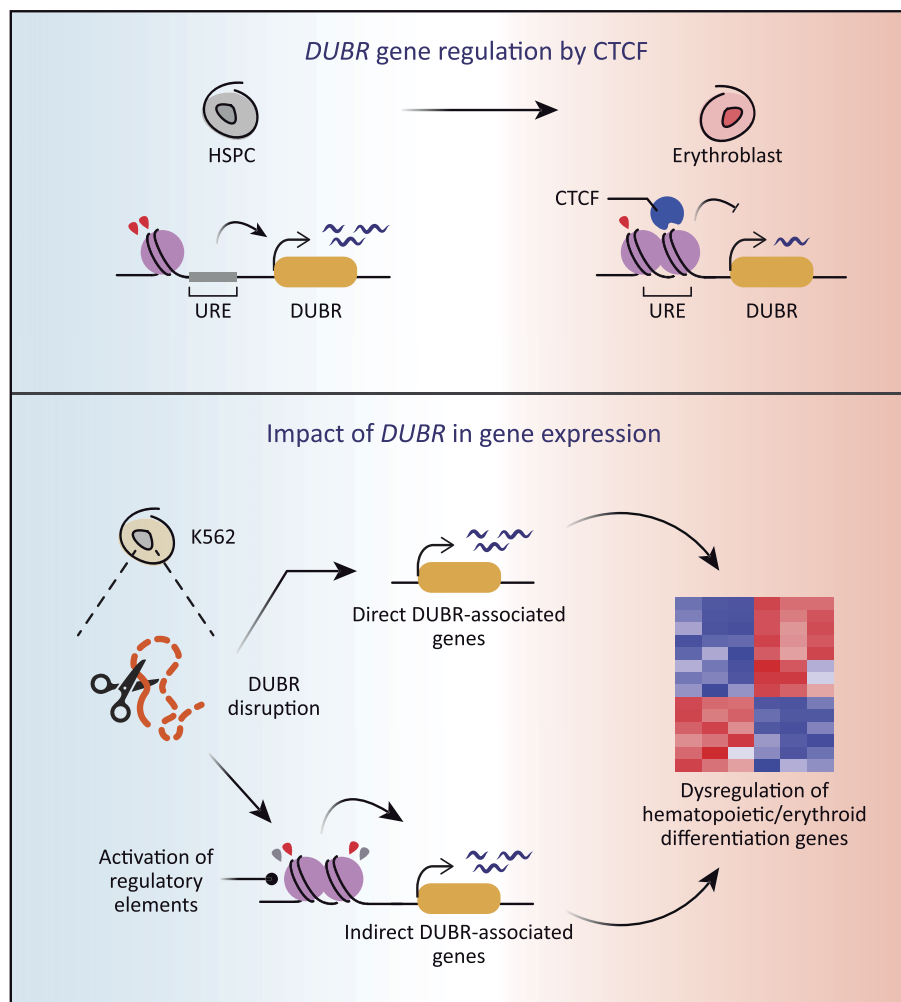 DUBR gene regulation by CTCF
HSPC
Erythroblast
CTCF
URE
DUBR
URE
DUBR
Impact of DUBR in gene expression
K562
Direct DUBR-associated
genes
DUBR
disruption
Dysregulation of
hematopoietic/erythroid
differentiation genes
Activation of
regulatory
elements
Indirect DUBR-associated
genes